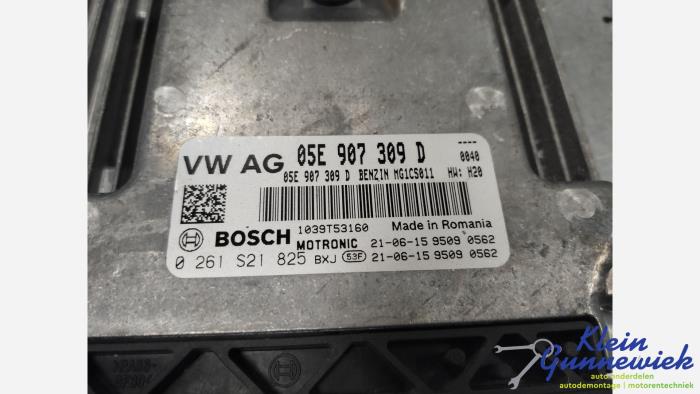 VW AG 05E 907 309 D ----
0040
05E 907 309 D BENZIN MG1CS011 HW: H20
1039T53160 Made in Romania
BOSCH MOTRONIC 21-06-15 9509 0562
0 261 S21 825 BXJ 53F 21-06-15 9509 0562
Klein
Gunnewiek
autoonderdelen
autodemontage | motorentechniek